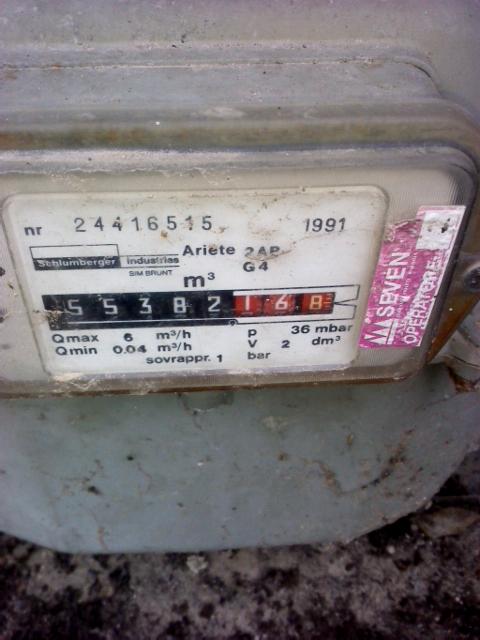 nr 24416515 1991
Schlumberger Industries Ariete 2AP
SIM BRUNT G4
m³
55382168
Qmax 6 m³/h p 36 mbar
Qmin 0.04 m³/h V 2 dm³
sovrappr. 1 bar
SEVEN
OPERATOR